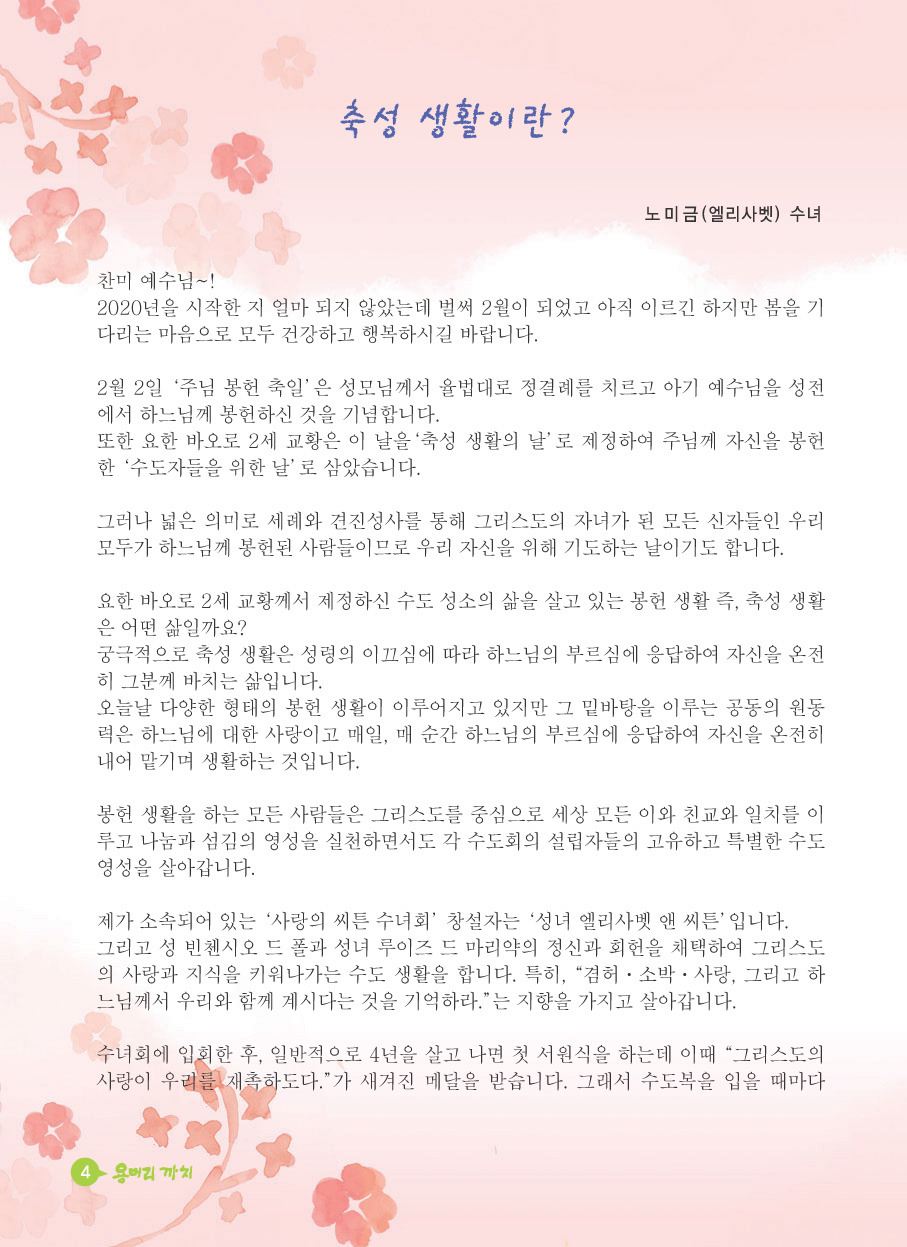 축성 생활이란?
노미금(엘리사벳) 수녀
찬미 예수님~!
2020년을 시작한 지 얼마 되지 않았는데 벌써 2월이 되었고 아직 이르긴 하지만 봄을 기
다리는 마음으로 모두 건강하고 행복하시길 바랍니다.
2월 2일 ‘주님 봉헌 축일’은 성모님께서 율법대로 정결례를 치르고 아기 예수님을 성전
에서 하느님께 봉헌하신 것을 기념합니다.
또한 요한 바오로 2세 교황은 이 날을 ‘축성 생활의 날’로 제정하여 주님께 자신을 봉헌
한 ‘수도자들을 위한 날’로 삼았습니다.
그러나 넓은 의미로 세례와 견진성사를 통해 그리스도의 자녀가 된 모든 신자들인 우리
모두가 하느님께 봉헌된 사람들이므로 우리 자신을 위해 기도하는 날이기도 합니다.
요한 바오로 2세 교황께서 제정하신 수도 성소의 삶을 살고 있는 봉헌 생활 즉, 축성 생활
은 어떤 삶일까요?
궁극적으로 축성 생활은 성령의 이끄심에 따라 하느님의 부르심에 응답하여 자신을 온전
히 그분께 바치는 삶입니다.
오늘날 다양한 형태의 봉헌 생활이 이루어지고 있지만 그 밑바탕을 이루는 공동의 원동
력은 하느님에 대한 사랑이고 매일, 매 순간 하느님의 부르심에 응답하여 자신을 온전히
내어 맡기며 생활하는 것입니다.
봉헌 생활을 하는 모든 사람들은 그리스도를 중심으로 세상 모든 이와 친교와 일치를 이
루고 나눔과 섬김의 영성을 실천하면서도 각 수도회의 설립자들의 고유하고 특별한 수도
영성을 살아갑니다.
제가 소속되어 있는 ‘사랑의 씨튼 수녀회’ 창설자는 ‘성녀 엘리사벳 앤 씨튼’입니다.
그리고 성 빈첸시오 드 폴과 성녀 루이즈 드 마리약의 정신과 회헌을 채택하여 그리스도
의 사랑과 지식을 키워나가는 수도 생활을 합니다. 특히, “겸허·소박·사랑, 그리고 하
느님께서 우리와 함께 계시다는 것을 기억하라.”는 지향을 가지고 살아갑니다.
수녀회에 입회한 후, 일반적으로 4년을 살고 나면 첫 서원식을 하는데 이때 “그리스도의
사랑이 우리를 재촉하도다.”가 새겨진 메달을 받습니다. 그래서 수도복을 입을 때마다
4 용머리 까치